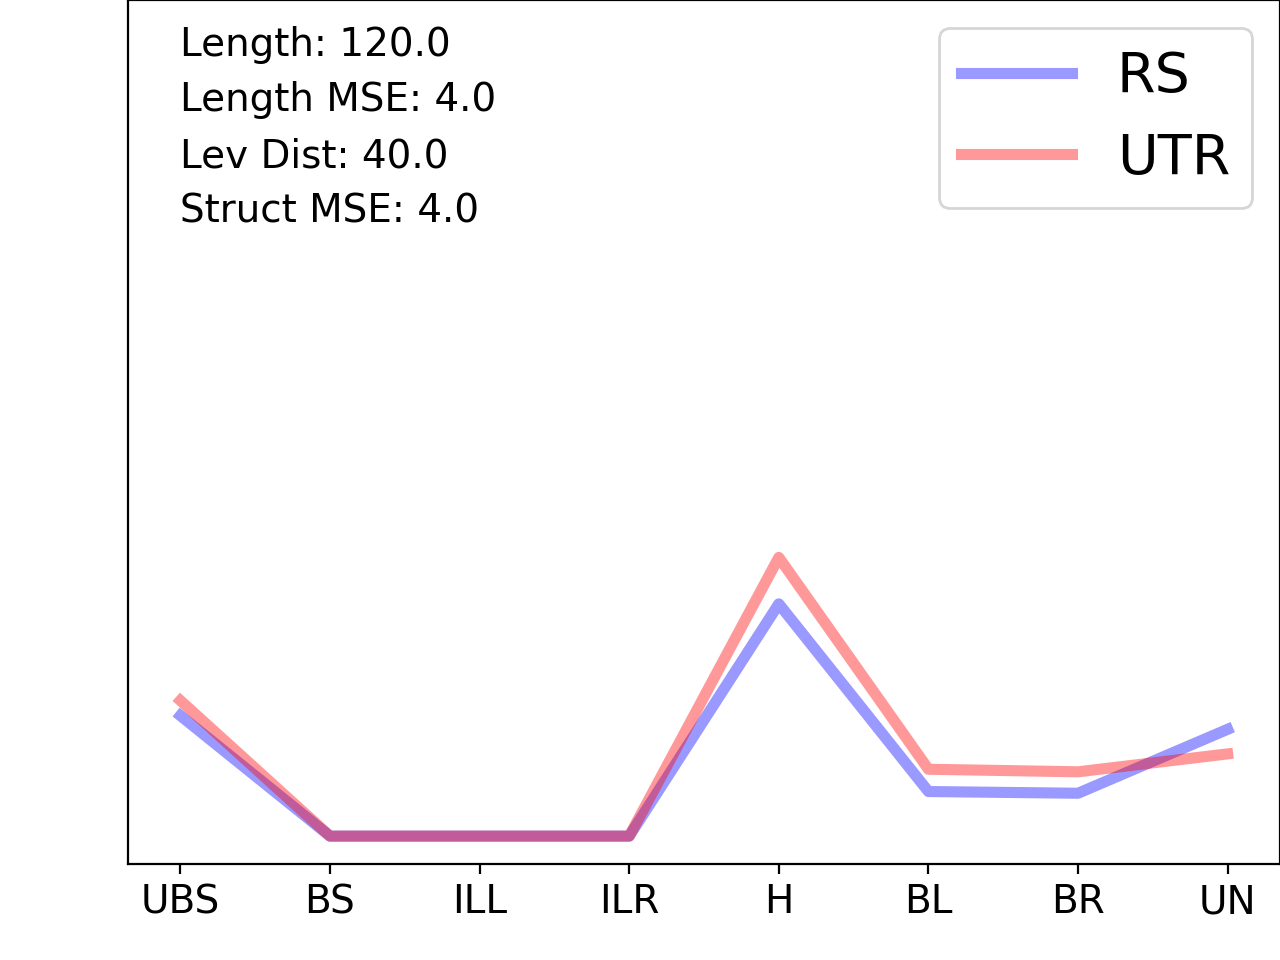 Length: 120.0
Length MSE: 4.0
Lev Dist: 40.0
Struct MSE: 4.0
RS
UTR
UBS BS ILL ILR H BL BR UN